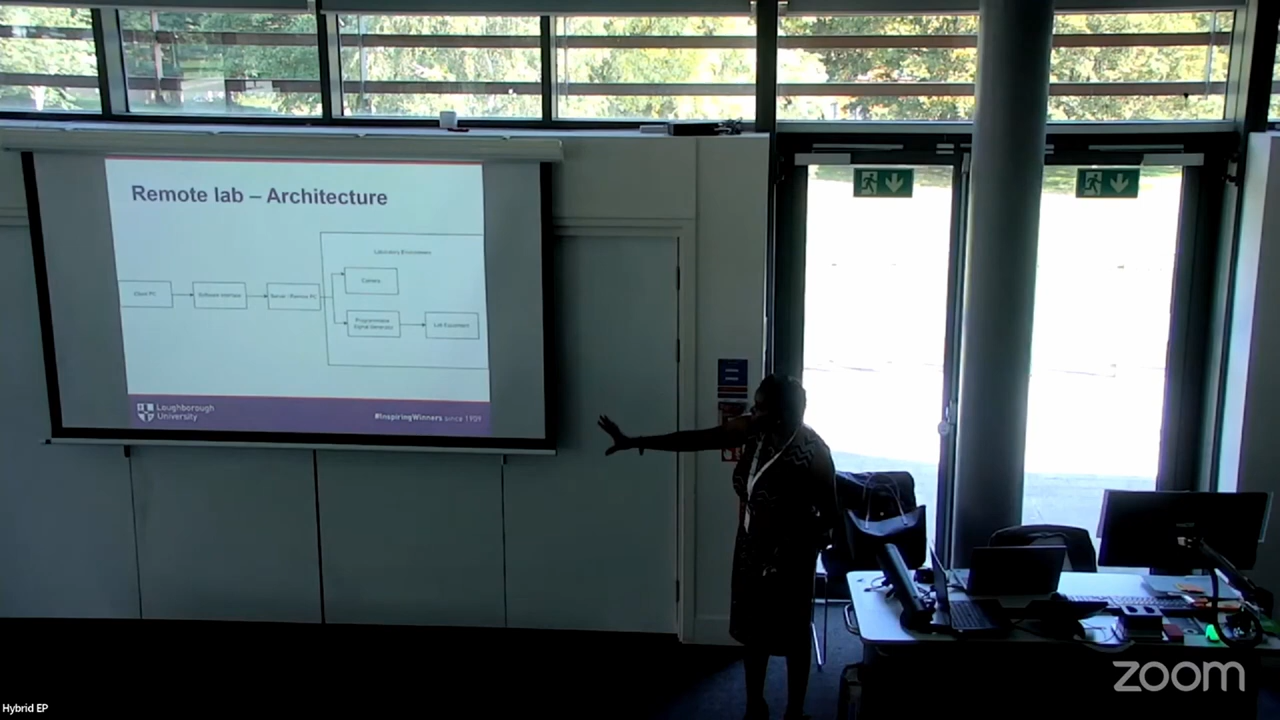 Remote lab – Architecture
Laboratory Environment
Camera
Client PC
Software Interface
Server / Remote PC
Programmable
Signal Generator
Lab Equipment
Loughborough
University
#InspiringWinners since 1909
zoom
Hybrid EP